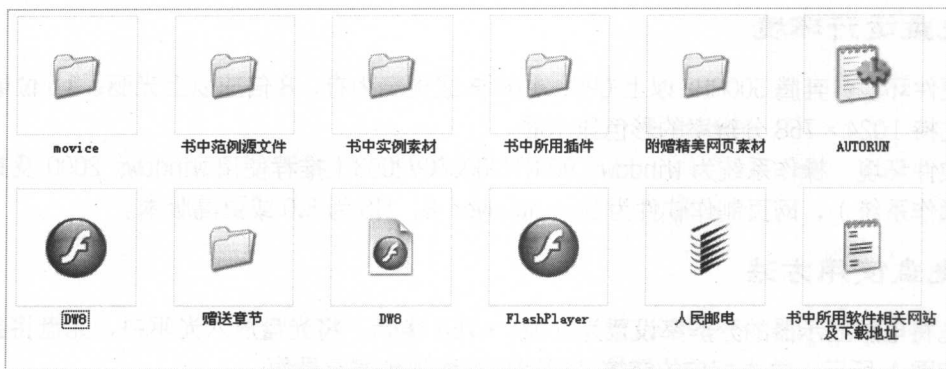 movice
书中范例源文件
书中实例素材
书中所用插件
附赠精美网页素材
AUTORUN
DW8
赠送章节
DW8
FlashPlayer
人民邮电
书中所用软件相关网站
及下载地址